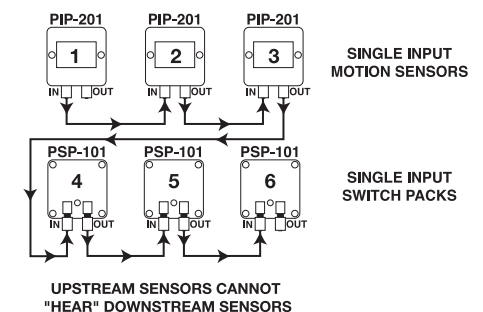 PIP-201 PIP-201 PIP-201
1 2 3
SINGLE INPUT
MOTION SENSORS
IN OUT IN OUT IN OUT
PSP-101 PSP-101 PSP-101
4 5 6
SINGLE INPUT
SWITCH PACKS
IN OUT IN OUT IN OUT
UPSTREAM SENSORS CANNOT
"HEAR" DOWNSTREAM SENSORS